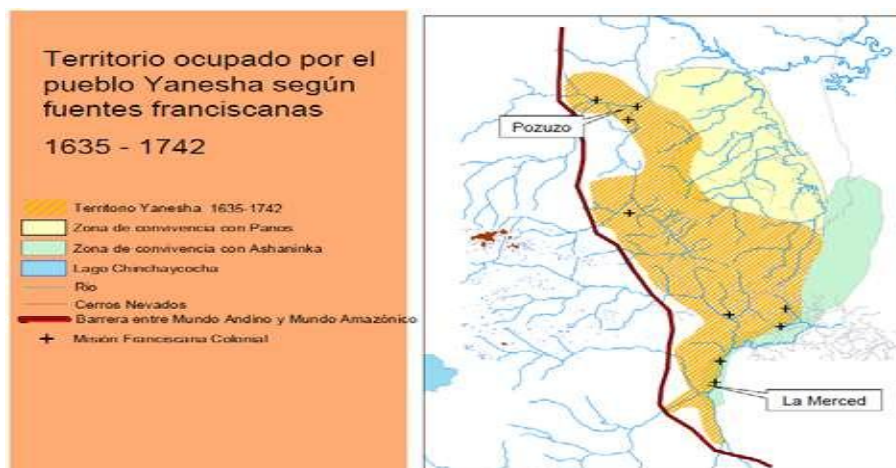 Territorio ocupado por el
pueblo Yanesha según
fuentes franciscanas
1635 - 1742
Territorio Yanesha 1635-1742
Zona de convivencia con Panos
Zona de convivencia con Ashaninka
Lago Chinchaycocha
Rio
Cerros Nevados
Barrera entre Mundo Andino y Mundo Amazónico
Misión Franciscana Colonial
Pozuzo
La Merced